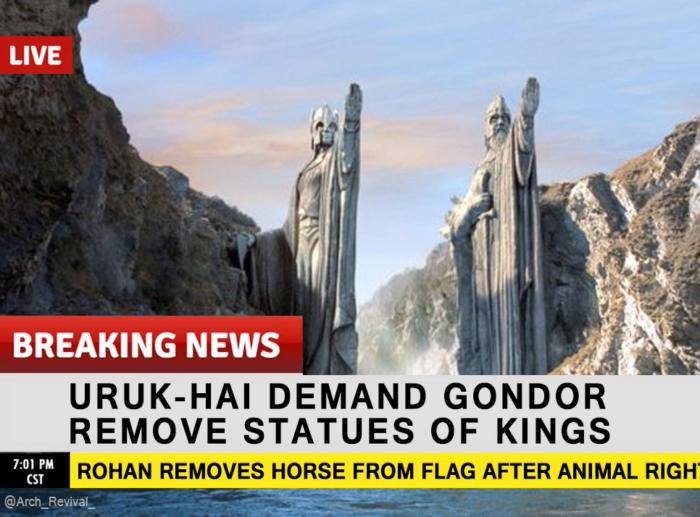 LIVE
BREAKING NEWS
URUK-HAI DEMAND GONDOR
REMOVE STATUES OF KINGS
7:01 PM
CST
ROHAN REMOVES HORSE FROM FLAG AFTER ANIMAL RIGH
@Arch_Revival_